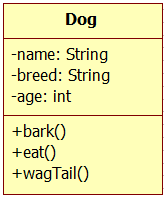 Dog
-name: String
-breed: String
-age: int
+bark()
+eat()
+wagTail()